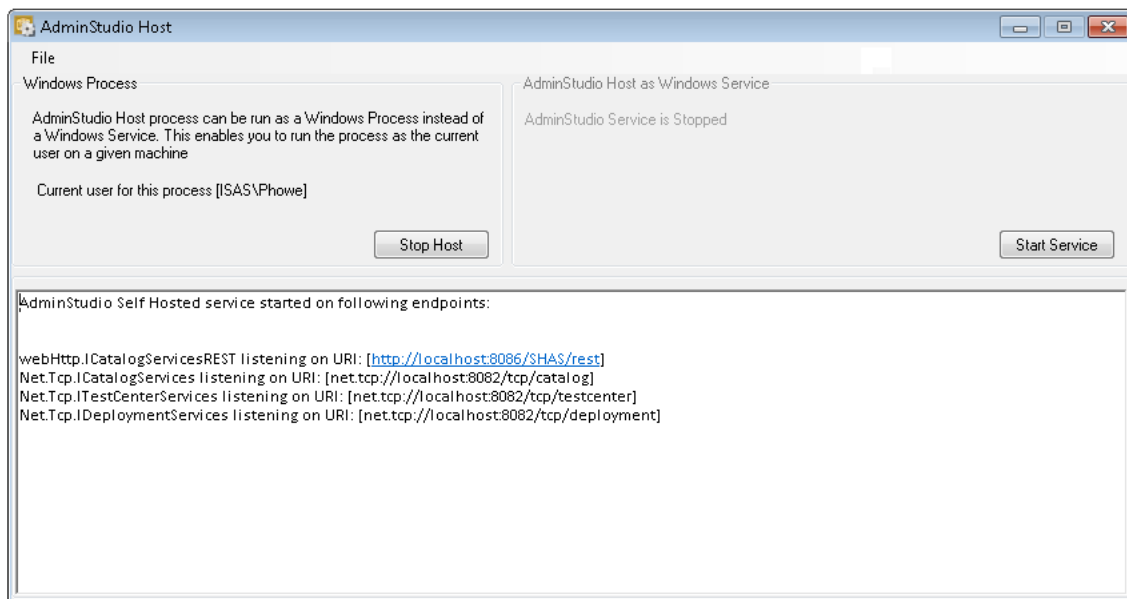 AdminStudio Host
File
Windows Process
AdminStudio Host process can be run as a Windows Process instead of
a Windows Service. This enables you to run the process as the current
user on a given machine
Current user for this process [ISAS\Phowe]
Stop Host
AdminStudio Host as Windows Service
AdminStudio Service is Stopped
Start Service
AdminStudio Self Hosted service started on following endpoints:
webHttp.ICatalogServicesREST listening on URI: [http://localhost:8086/SHAS/rest]
Net.Tcp.ICatalogServices listening on URI: [net.tcp://localhost:8082/tcp/catalog]
Net.Tcp.ITestCenterServices listening on URI: [net.tcp://localhost:8082/tcp/testcenter]
Net.Tcp.IDeploymentServices listening on URI: [net.tcp://localhost:8082/tcp/deployment]